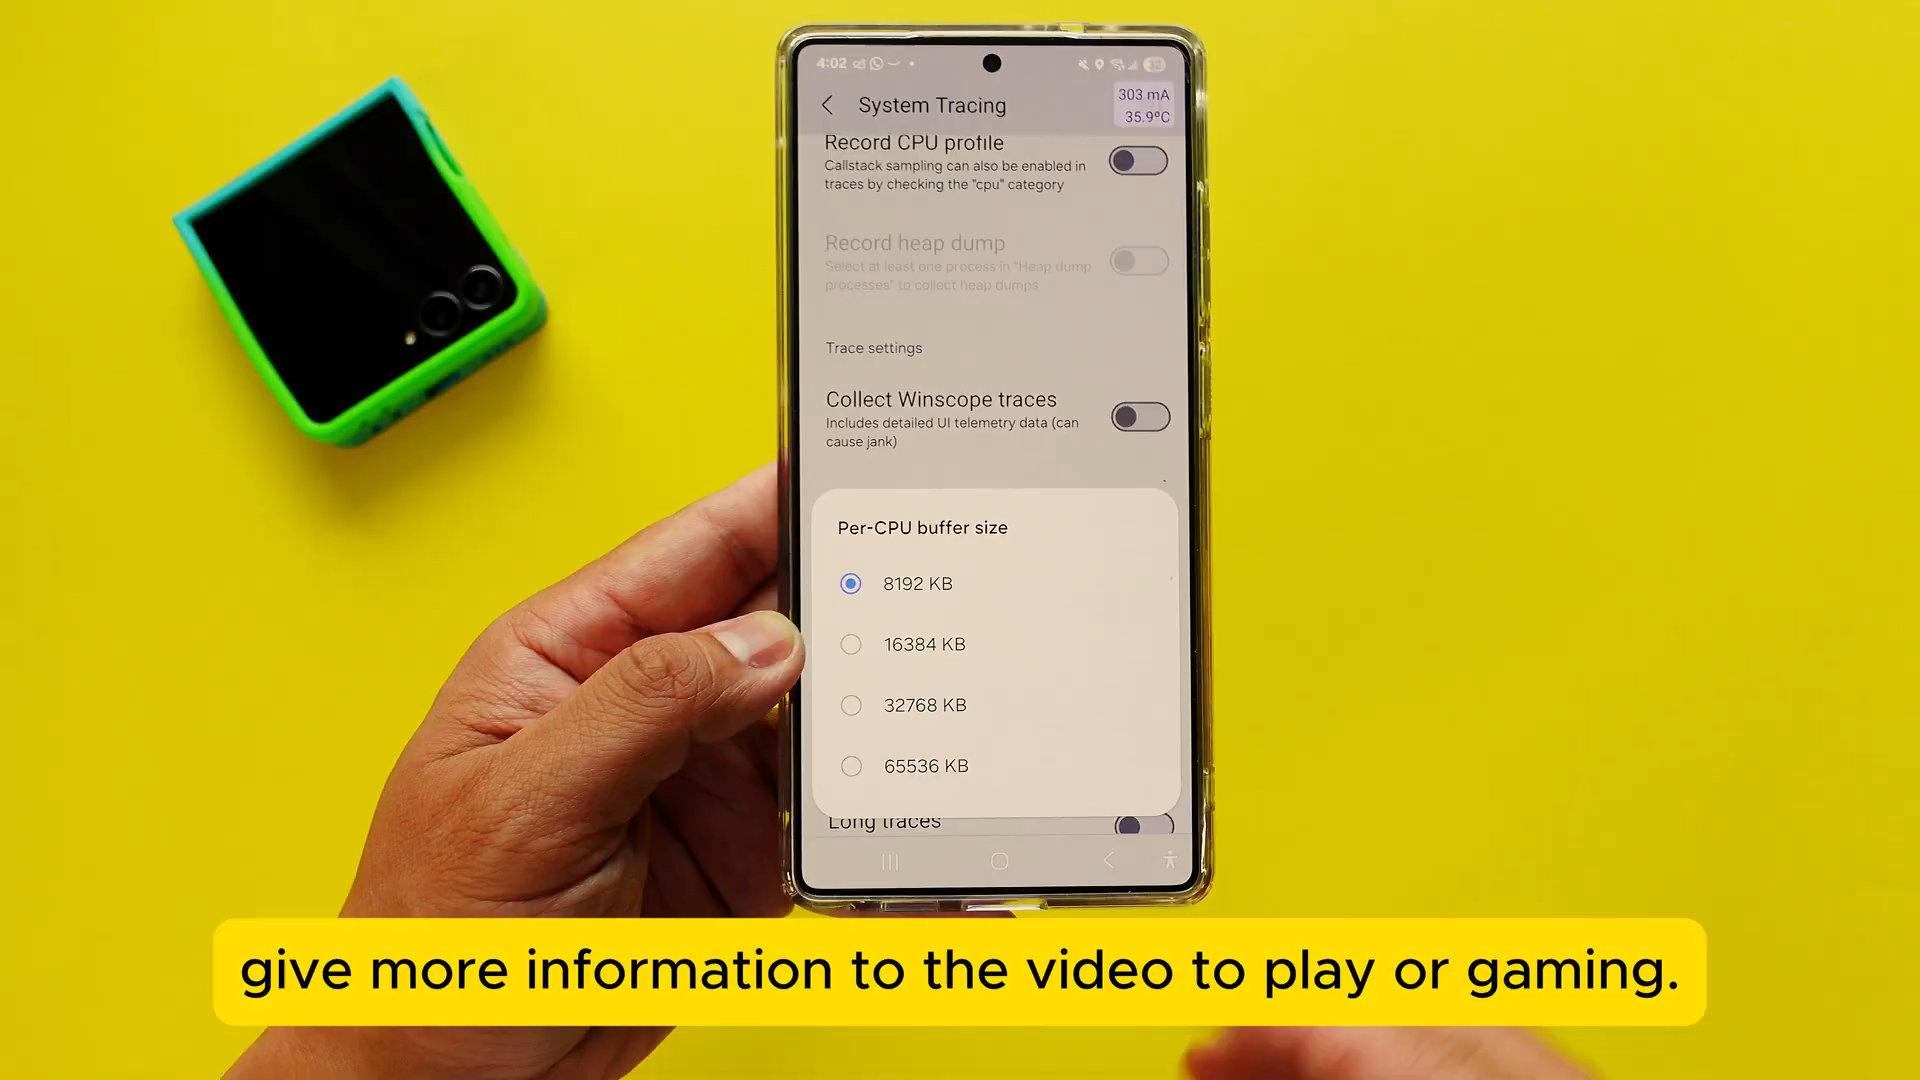 4:02
30
System Tracing
303 mA
35.9ºC
Record CPU profile
Callstack sampling can also be enabled in
traces by checking the "cpu" category
Record heap dump
Select at least one process in "Heap dump
processes" to collect heap dumps
Trace settings
Collect Winscope traces
Includes detailed UI telemetry data (can
cause jank)
Per-CPU buffer size
8192 KB
16384 KB
32768 KB
65536 KB
Long traces
give more information to the video to play or gaming.